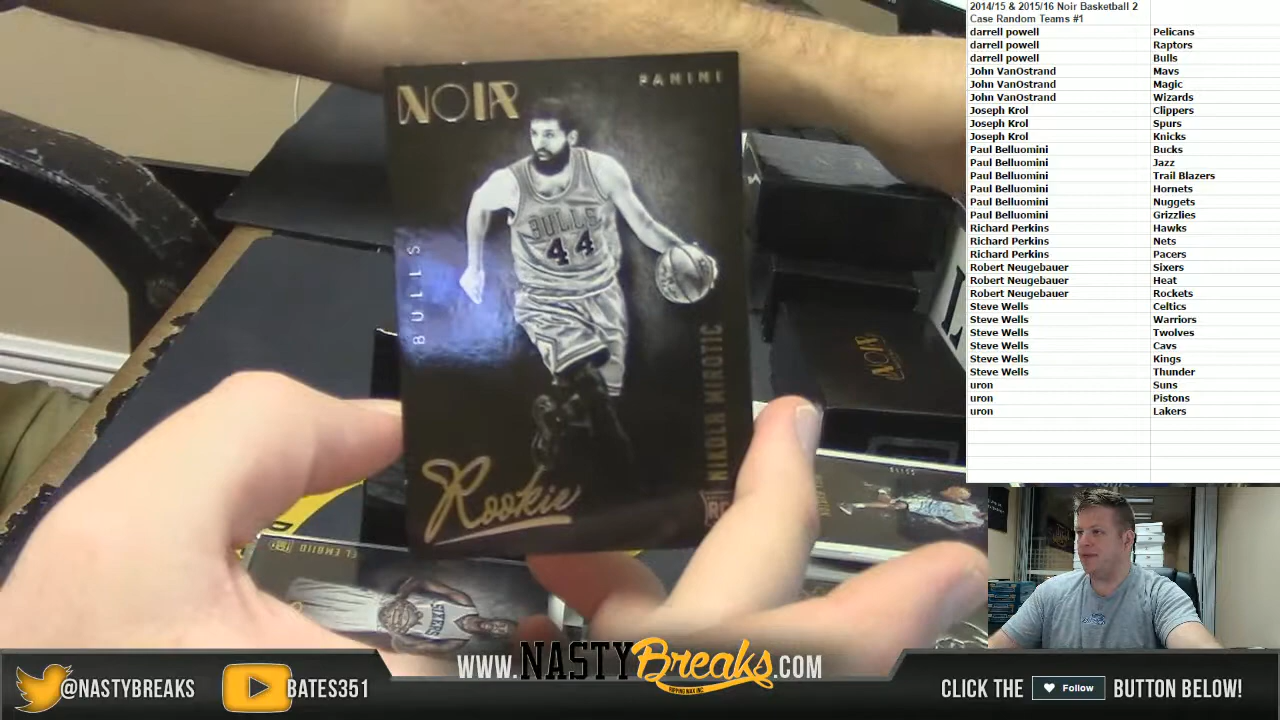 2014/15 & 2015/16 Noir Basketball 2
Case Random Teams #1
darrell powell Pelicans
darrell powell Raptors
darrell powell Bulls
John VanOstrand Mavs
John VanOstrand Magic
John VanOstrand Wizards
Joseph Krol Clippers
Joseph Krol Spurs
Joseph Krol Knicks
Paul Belluomini Bucks
Paul Belluomini Jazz
Paul Belluomini Trail Blazers
Paul Belluomini Hornets
Paul Belluomini Nuggets
Paul Belluomini Grizzlies
Richard Perkins Hawks
Richard Perkins Nets
Richard Perkins Pacers
Robert Neugebauer Sixers
Robert Neugebauer Heat
Robert Neugebauer Rockets
Steve Wells Celtics
Steve Wells Warriors
Steve Wells Twolves
Steve Wells Cavs
Steve Wells Kings
Steve Wells Thunder
uron Suns
uron Pistons
uron Lakers
NOIR
PANINI
BULLS
44
BULLS
NIKOLA MIROTIC
RC
Rookie
NOIR
EL EMBIID
SIXERS
@NASTYBREAKS
BATES351
WWW.NASTYBreaks.COM
RIPPING WAX INC
CLICK THE Follow BUTTON BELOW!